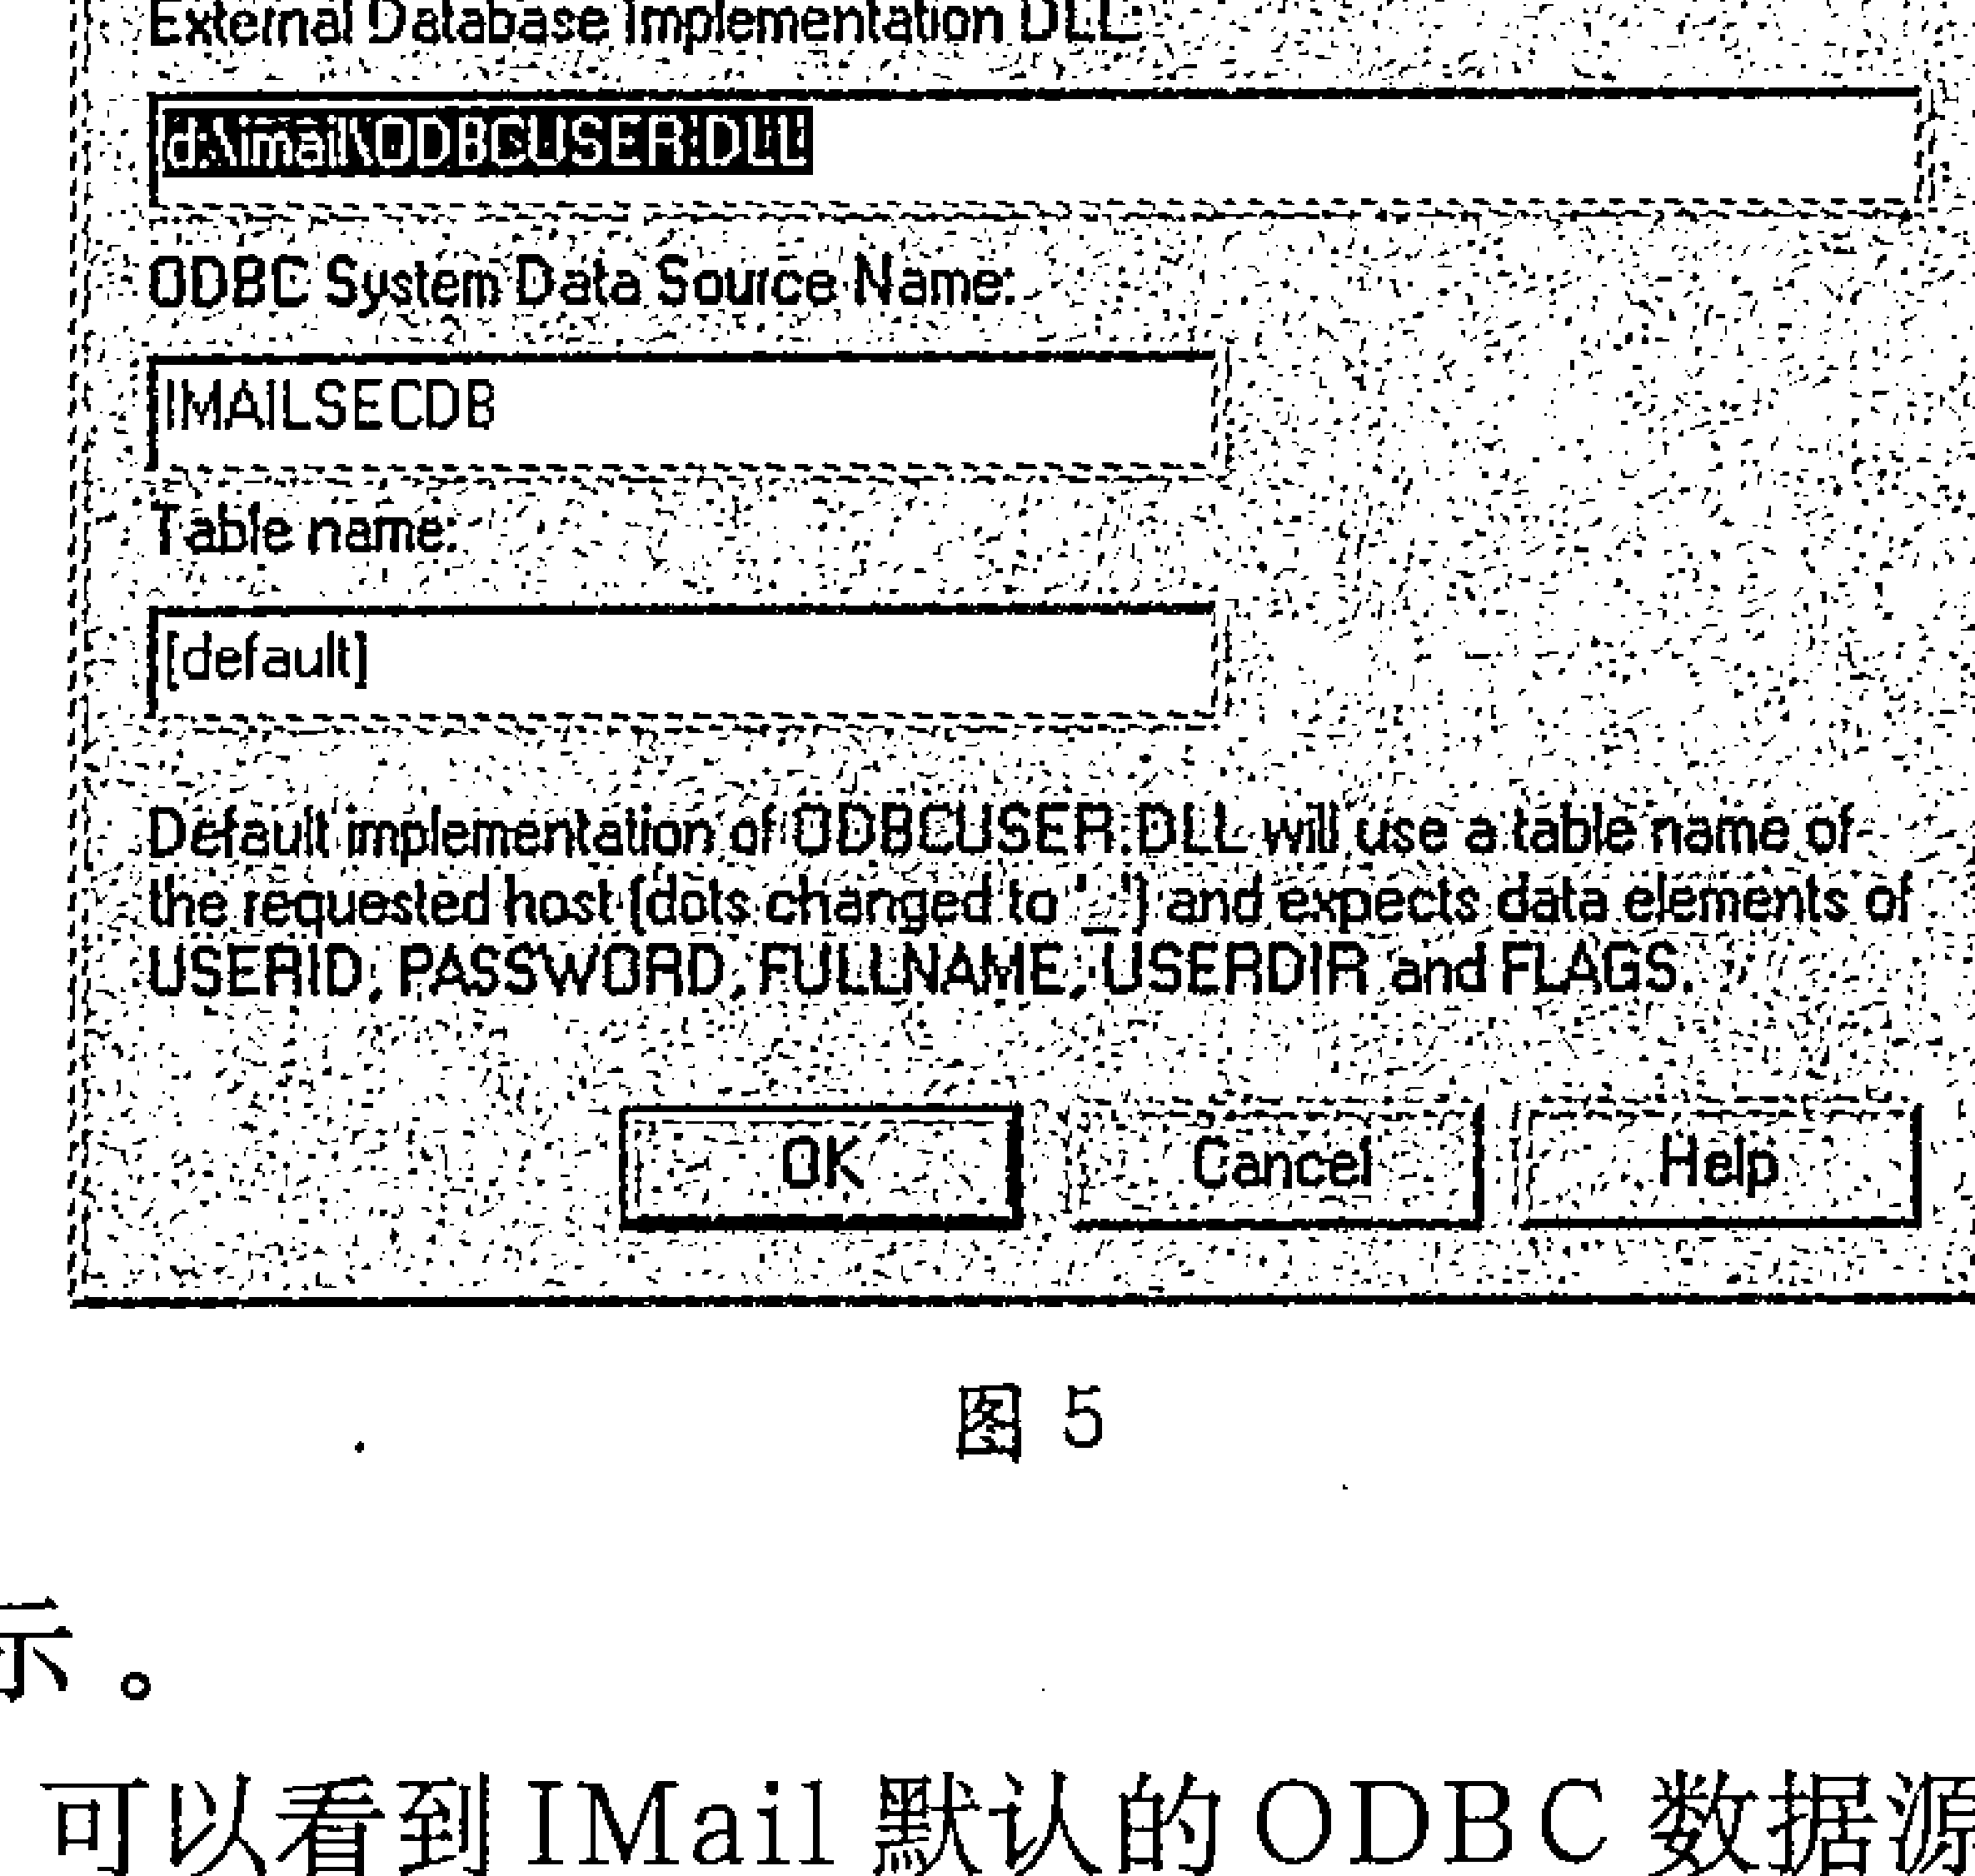 External Database Implementation DLL:
d:\imail\ODBCUSER.DLL
ODBC System Data Source Name:
IMAILSECDB
Table name:
[default]
Default implementation of ODBCUSER.DLL will use a table name of
the requested host (dots changed to '_') and expects data elements of
USERID, PASSWORD, FULLNAME, USERDIR and FLAGS.
OK Cancel Help
图 5
示。
可以看到 IMail 默认的 ODBC 数据源